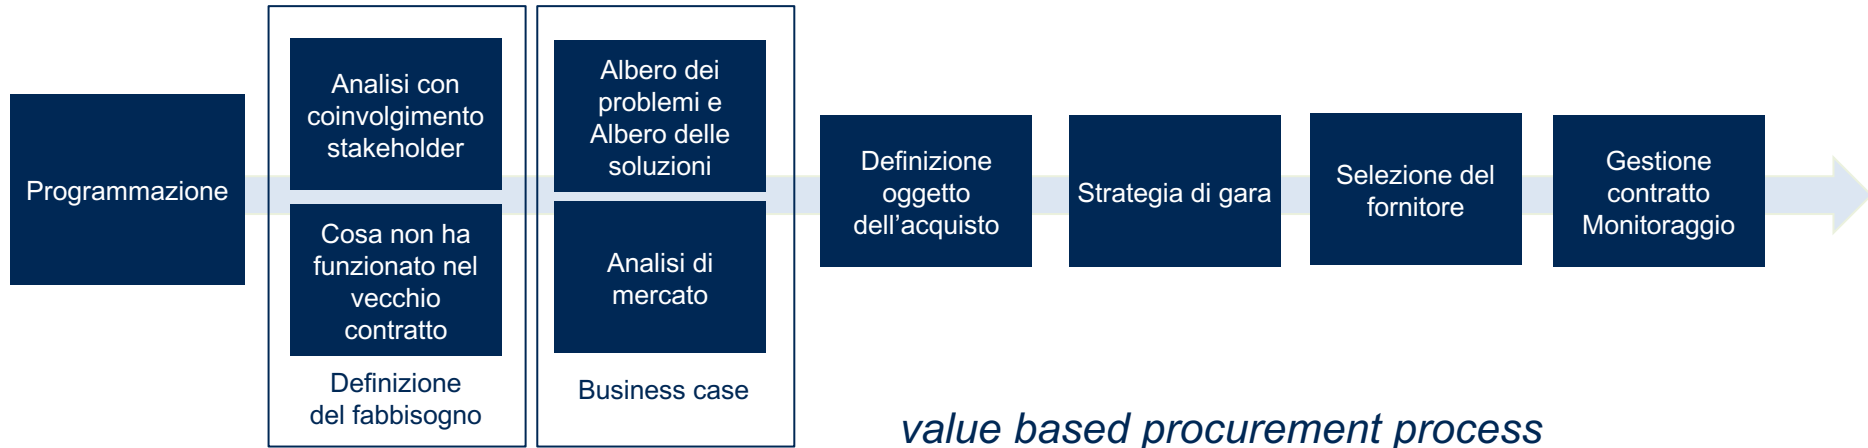 Programmazione
Analisi con
coinvolgimento
stakeholder
Cosa non ha
funzionato nel
vecchio
contratto
Definizione
del fabbisogno
Albero dei
problemi e
Albero delle
soluzioni
Analisi di
mercato
Business case
Definizione
oggetto
dell’acquisto
Strategia di gara
Selezione del
fornitore
Gestione
contratto
Monitoraggio
value based procurement process